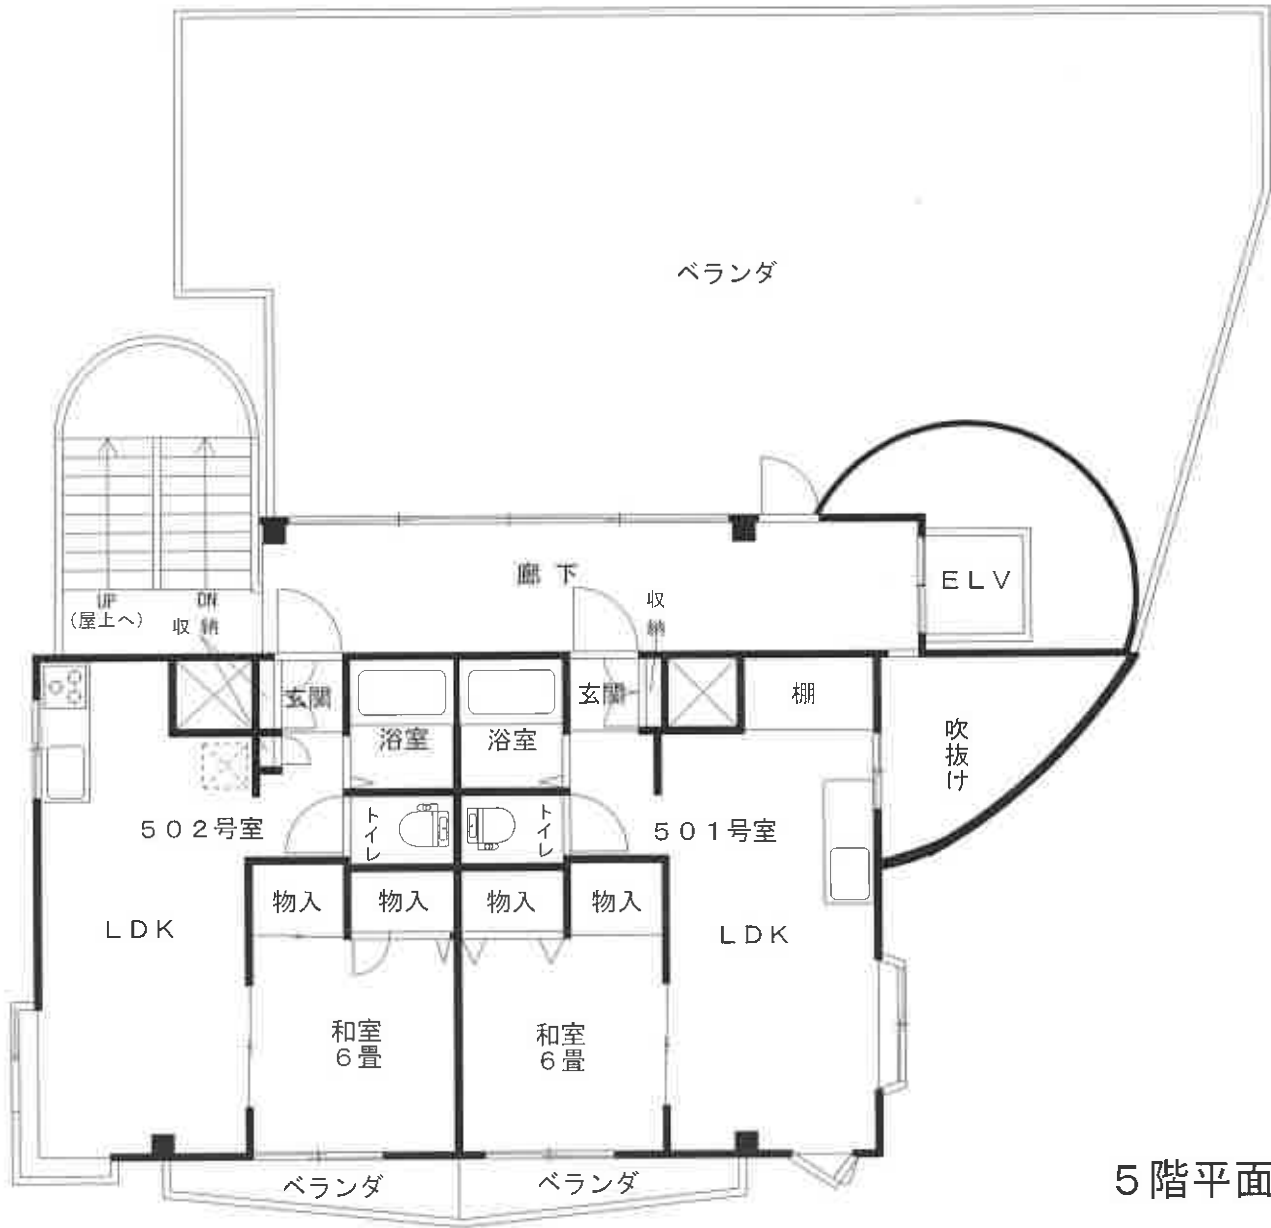 ベランダ
廊下
ELV
UP
DN
(屋上へ)
収納
収納
玄関
玄関
棚
浴室
浴室
吹抜け
トイレ
トイレ
502号室
501号室
物入
物入
物入
物入
LDK
LDK
和室
6畳
和室
6畳
ベランダ
ベランダ
5階平面